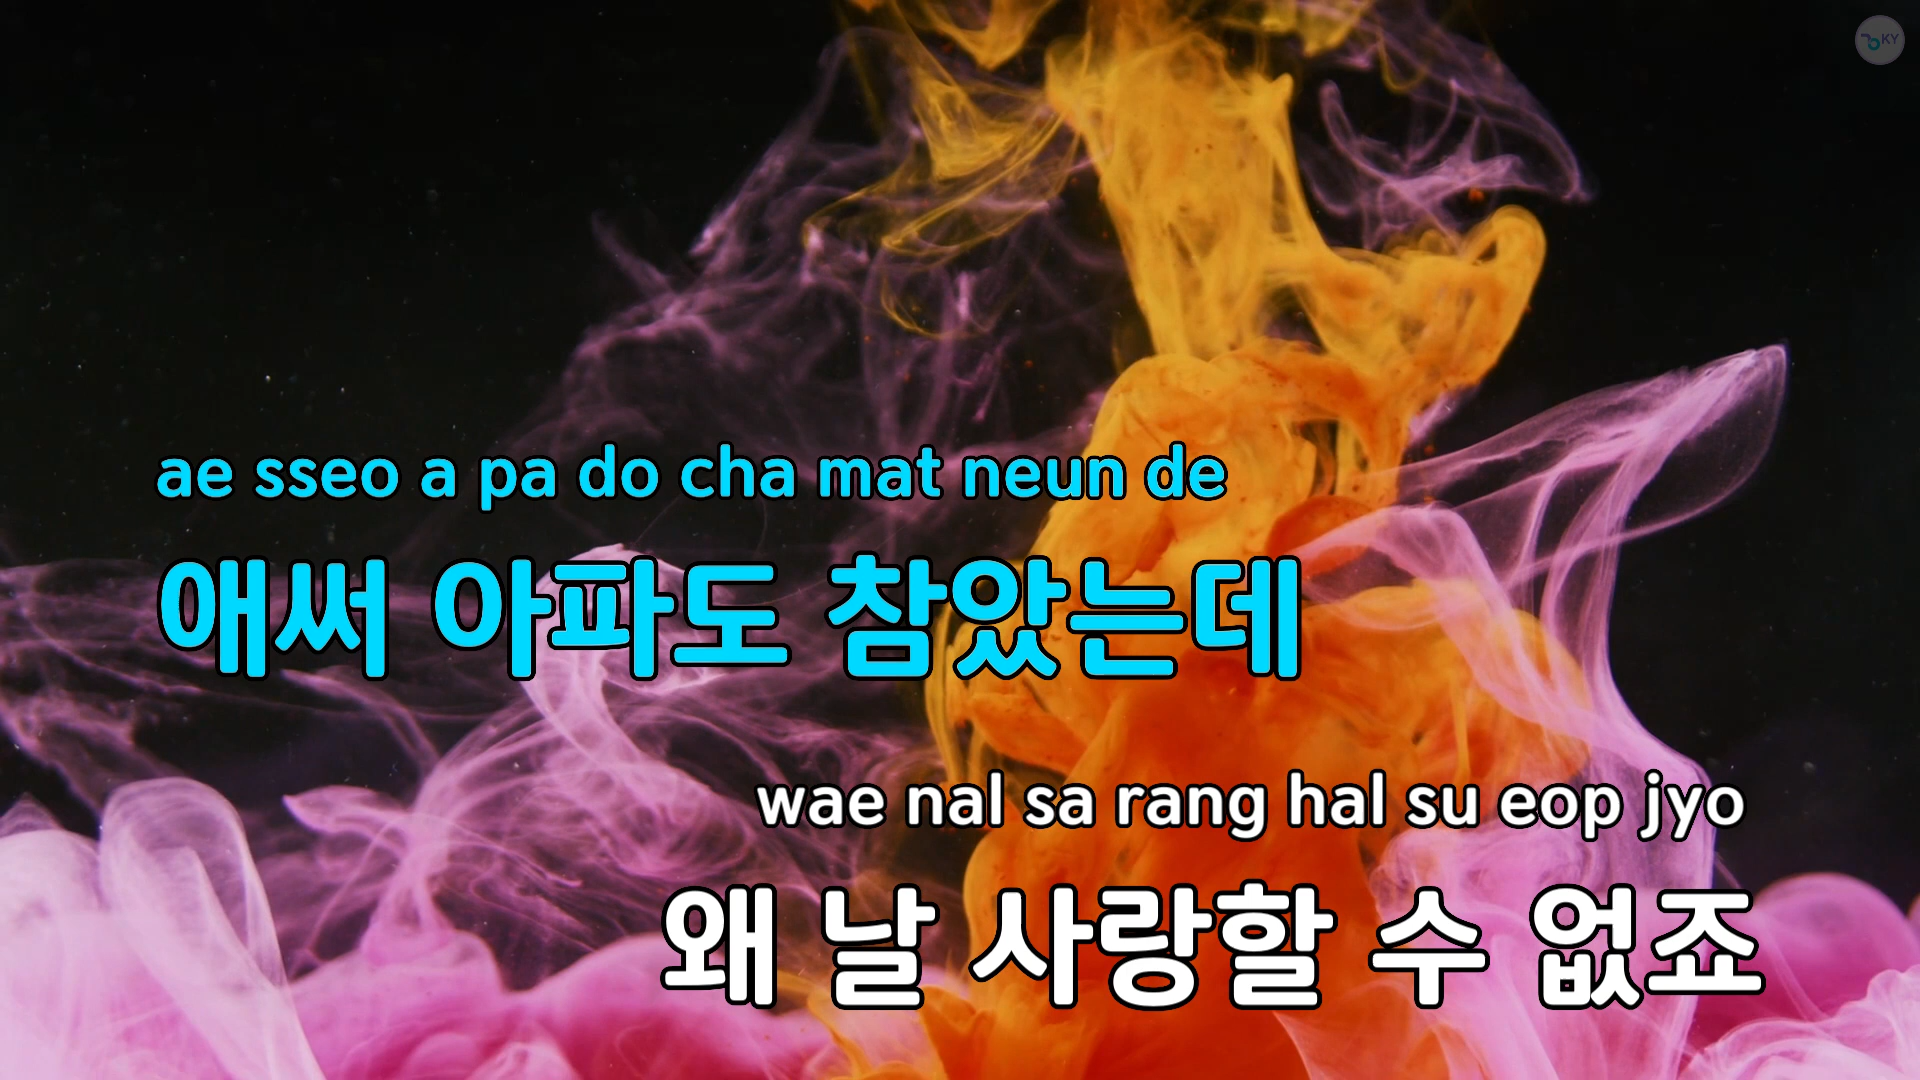 KY
ae sseo a pa do cha mat neun de
애써 아파도 참았는데
wae nal sa rang hal su eop jyo
왜 날 사랑할 수 없죠